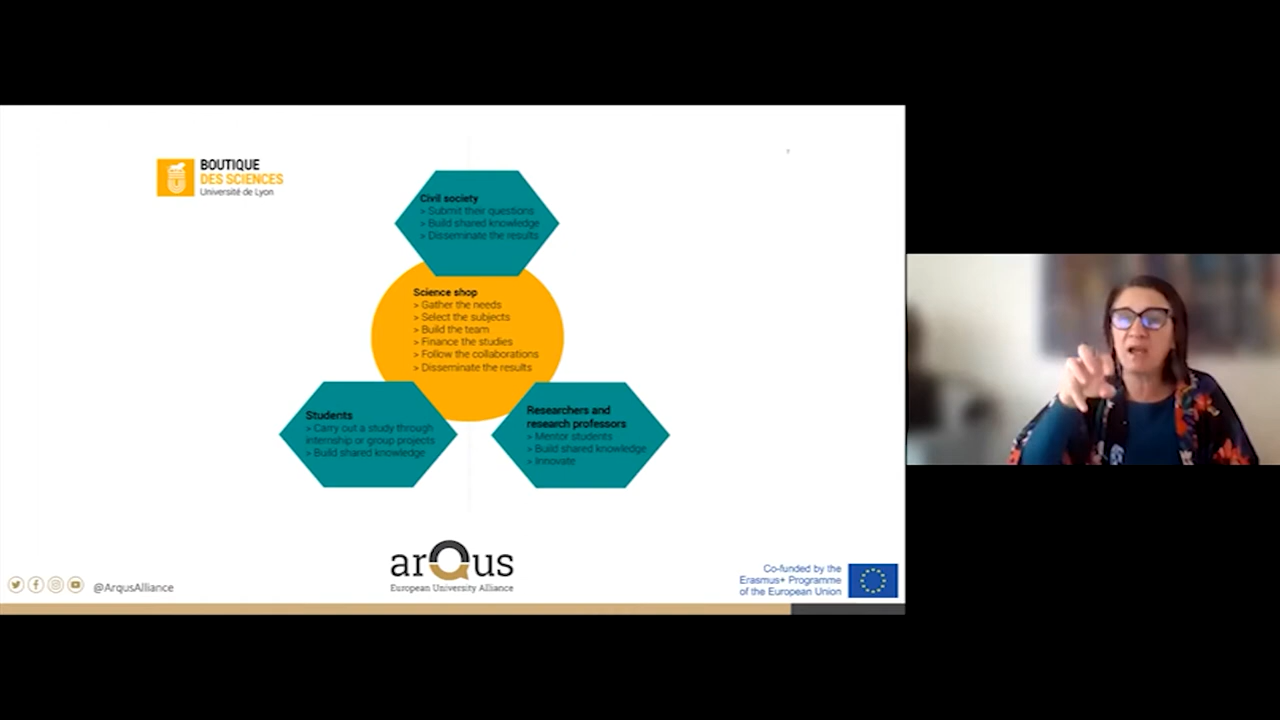 BOUTIQUE
DES SCIENCES
Université de Lyon
Civil society
> Submit their questions
> Build shared knowledge
> Disseminate the results
Science shop
> Gather the needs
> Select the subjects
> Build the team
> Finance the studies
> Follow the collaborations
> Disseminate the results
Students
> Carry out a study through
internship or group projects
> Build shared knowledge
Researchers and
research professors
> Mentor students
> Build shared knowledge
> Innovate
@ArqusAlliance
arQus
European University Alliance
Co-funded by the
Erasmus+ Programme
of the European Union